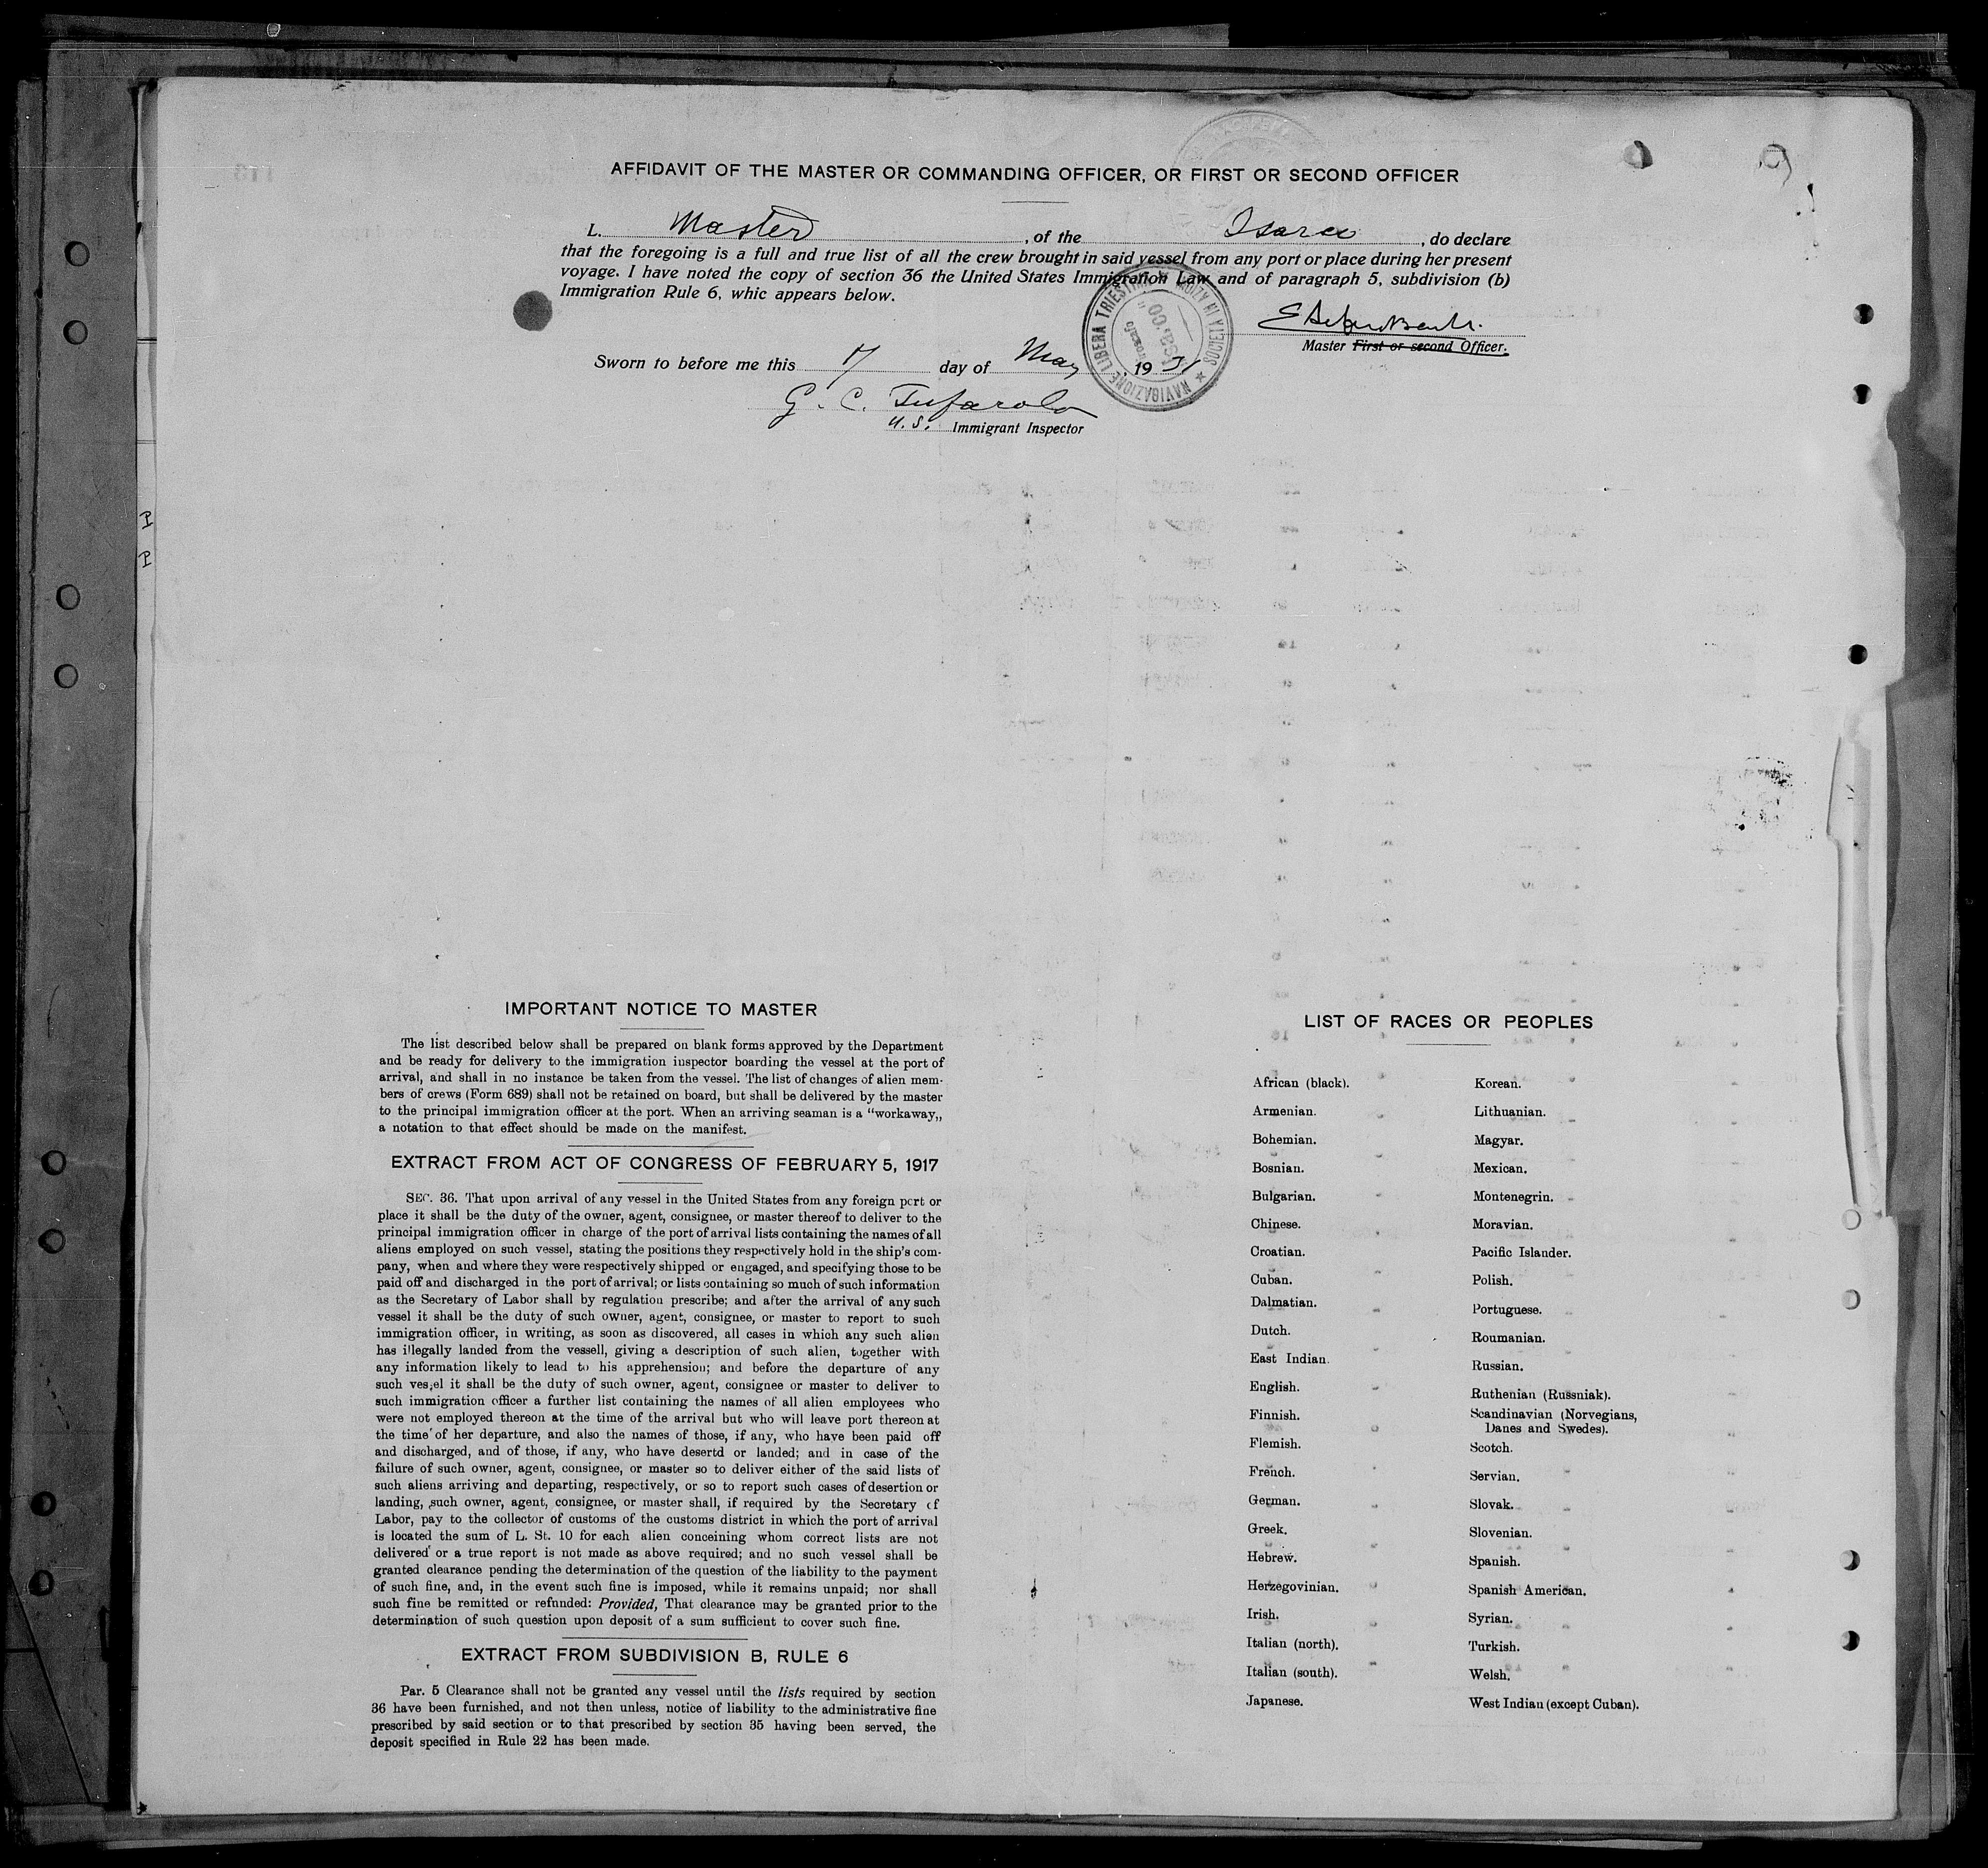 AFFIDAVIT OF THE MASTER OR COMMANDING OFFICER, OR FIRST OR SECOND OFFICER
I. Master , of the Isarco , do declare
that the foregoing is a full and true list of all the crew brought in said vessel from any port or place during her present
voyage. I have noted the copy of section 36 the United States Immigration Law and of paragraph 5, subdivision (b)
Immigration Rule 6, whic appears below.
Master First or second Officer.
Sworn to before me this 17 day of May , 1931
SOCIETA IN AZIONI NAVIGAZIONE LIBERA TRIESTINA
G. C. Tufarolo
U. S. Immigrant Inspector
P
P
IMPORTANT NOTICE TO MASTER
The list described below shall be prepared on blank forms approved by the Department
and be ready for delivery to the immigration inspector boarding the vessel at the port of
arrival, and shall in no instance be taken from the vessel. The list of changes of alien mem-
bers of crews (Form 689) shall not be retained on board, but shall be delivered by the master
to the principal immigration officer at the port. When an arriving seaman is a “workaway„
a notation to that effect should be made on the manifest.
EXTRACT FROM ACT OF CONGRESS OF FEBRUARY 5, 1917
SEC. 36. That upon arrival of any vessel in the United States from any foreign port or
place it shall be the duty of the owner, agent, consignee, or master thereof to deliver to the
principal immigration officer in charge of the port of arrival lists containing the names of all
aliens employed on such vessel, stating the positions they respectively hold in the ship's com-
pany, when and where they were respectively shipped or engaged, and specifying those to be
paid off and discharged in the port of arrival; or lists containing so much of such information
as the Secretary of Labor shall by regulation prescribe; and after the arrival of any such
vessel it shall be the duty of such owner, agent, consignee, or master to report to such
immigration officer, in writing, as soon as discovered, all cases in which any such alien
has illegally landed from the vessell, giving a description of such alien, together with
any information likely to lead to his apprehension; and before the departure of any
such vessel it shall be the duty of such owner, agent, consignee or master to deliver to
such immigration officer a further list containing the names of all alien employees who
were not employed thereon at the time of the arrival but who will leave port thereon at
the time of her departure, and also the names of those, if any, who have been paid off
and discharged, and of those, if any, who have desertd or landed; and in case of the
failure of such owner, agent, consignee, or master so to deliver either of the said lists of
such aliens arriving and departing, respectively, or so to report such cases of desertion or
landing, such owner, agent, consignee, or master shall, if required by the Secretary of
Labor, pay to the collector of customs of the customs district in which the port of arrival
is located the sum of L. St. 10 for each alien conceining whom correct lists are not
delivered or a true report is not made as above required; and no such vessel shall be
granted clearance pending the determination of the question of the liability to the payment
of such fine, and, in the event such fine is imposed, while it remains unpaid; nor shall
such fine be remitted or refunded: Provided, That clearance may be granted prior to the
determination of such question upon deposit of a sum sufficient to cover such fine.
EXTRACT FROM SUBDIVISION B, RULE 6
Par. 5 Clearance shall not be granted any vessel until the lists required by section
36 have been furnished, and not then unless, notice of liability to the administrative fine
prescribed by said section or to that prescribed by section 35 having been served, the
deposit specified in Rule 22 has been made.
LIST OF RACES OR PEOPLES
African (black).
Armenian.
Bohemian.
Bosnian.
Bulgarian.
Chinese.
Croatian.
Cuban.
Dalmatian.
Dutch.
East Indian.
English.
Finnish.
Flemish.
French.
German.
Greek.
Hebrew.
Herzegovinian.
Irish.
Italian (north).
Italian (south).
Japanese.
Korean.
Lithuanian.
Magyar.
Mexican.
Montenegrin.
Moravian.
Pacific Islander.
Polish.
Portuguese.
Roumanian.
Russian.
Ruthenian (Russniak).
Scandinavian (Norvegians,
Danes and Swedes).
Scotch.
Servian.
Slovak.
Slovenian.
Spanish.
Spanish American.
Syrian.
Turkish.
Welsh.
West Indian (except Cuban).